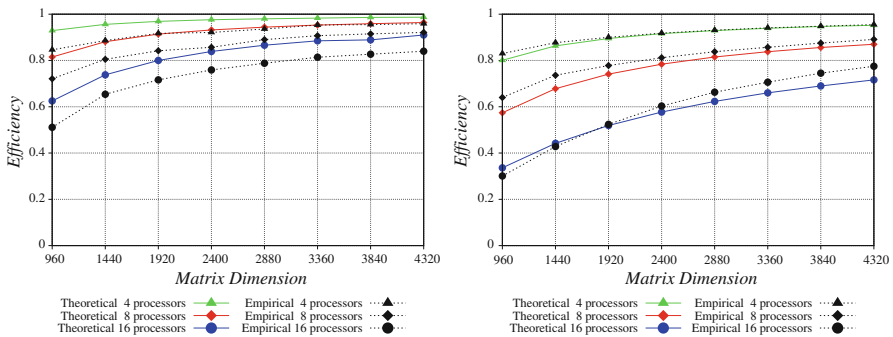 1
0.8
0.6
0.4
0.2
0
Efficiency
960 1440 1920 2400 2880 3360 3840 4320
Matrix Dimension
Theoretical 4 processors
Theoretical 8 processors
Theoretical 16 processors
Empirical 4 processors
Empirical 8 processors
Empirical 16 processors
1
0.8
0.6
0.4
0.2
0
Efficiency
960 1440 1920 2400 2880 3360 3840 4320
Matrix Dimension
Theoretical 4 processors
Theoretical 8 processors
Theoretical 16 processors
Empirical 4 processors
Empirical 8 processors
Empirical 16 processors